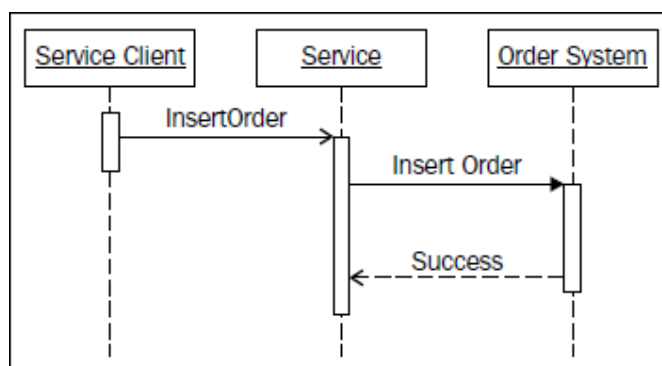 Service Client
Service
Order System
InsertOrder
Insert Order
Success